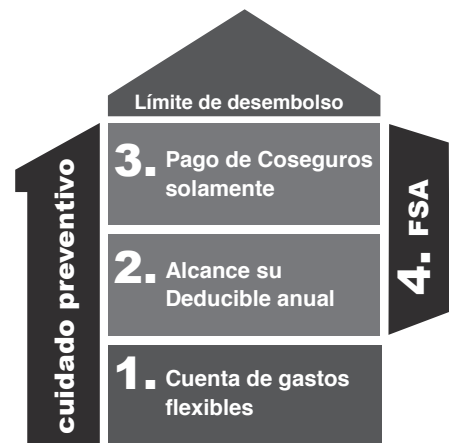 Límite de desembolso
3. Pago de Coseguros
solamente
2. Alcance su
Deducible anual
1. Cuenta de gastos
flexibles
cuidado preventivo
4. FSA